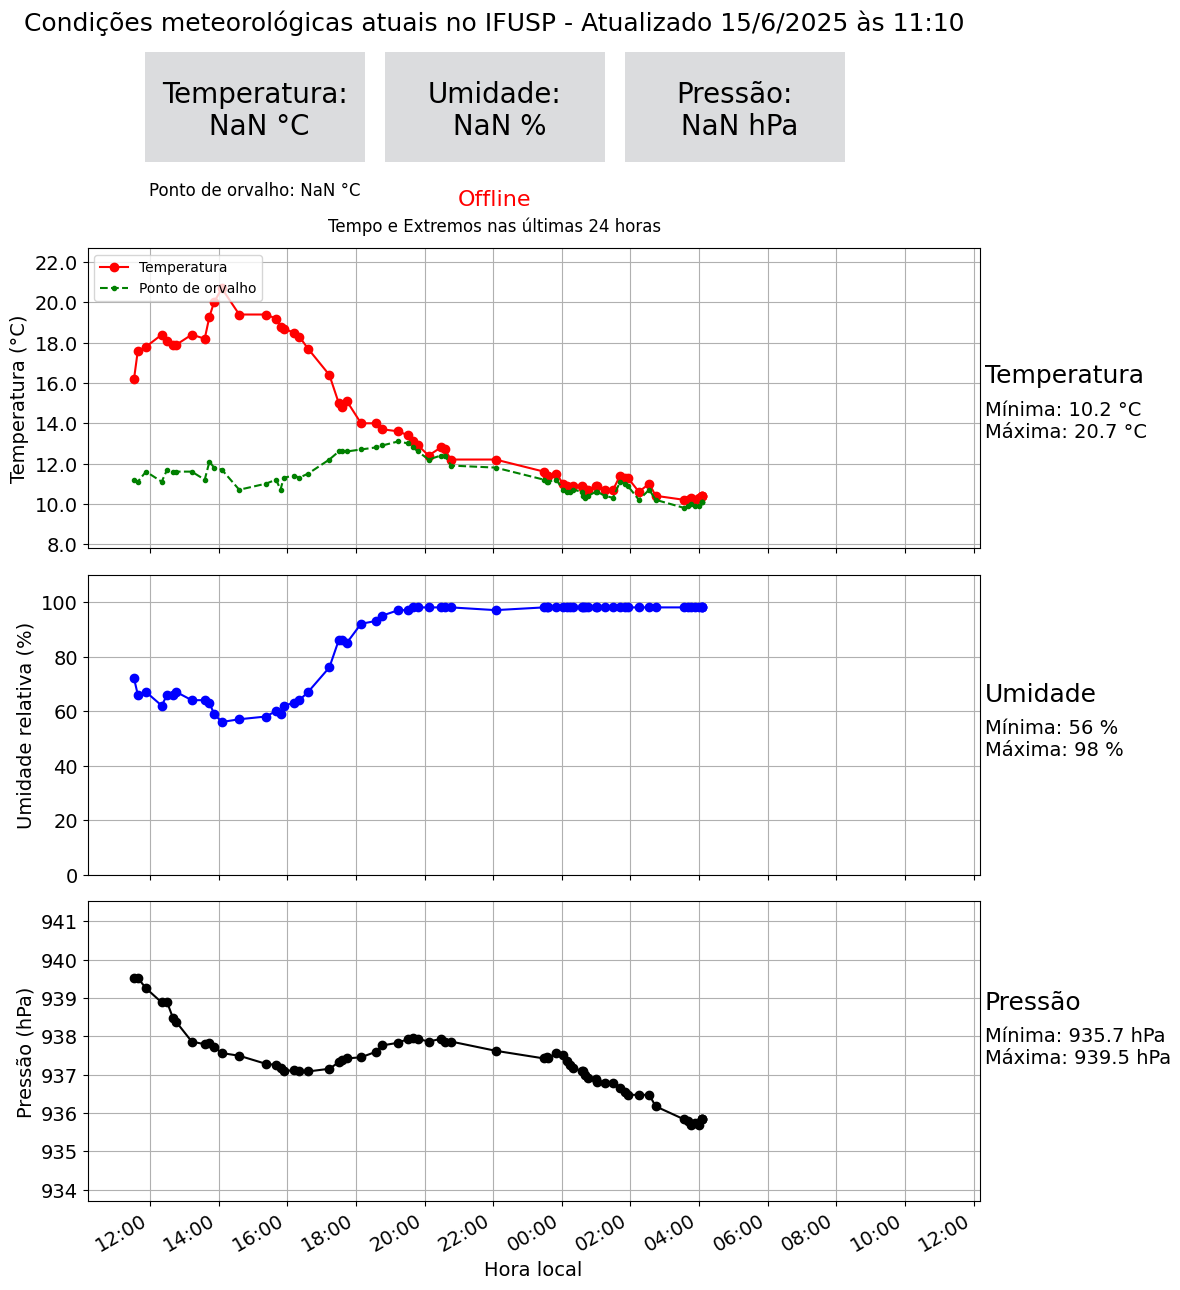 Condições meteorológicas atuais no IFUSP - Atualizado 15/6/2025 às 11:10
Temperatura:
NaN °C
Umidade:
NaN %
Pressão:
NaN hPa
Ponto de orvalho: NaN °C
Offline
Tempo e Extremos nas últimas 24 horas
Temperatura (°C)
22.0
20.0
18.0
16.0
14.0
12.0
10.0
8.0
Temperatura
Ponto de orvalho
Temperatura
Mínima: 10.2 °C
Máxima: 20.7 °C
Umidade relativa (%)
100
80
60
40
20
0
Umidade
Mínima: 56 %
Máxima: 98 %
Pressão (hPa)
941
940
939
938
937
936
935
934
Pressão
Mínima: 935.7 hPa
Máxima: 939.5 hPa
12:00 14:00 16:00 18:00 20:00 22:00 00:00 02:00 04:00 06:00 08:00 10:00 12:00
Hora local